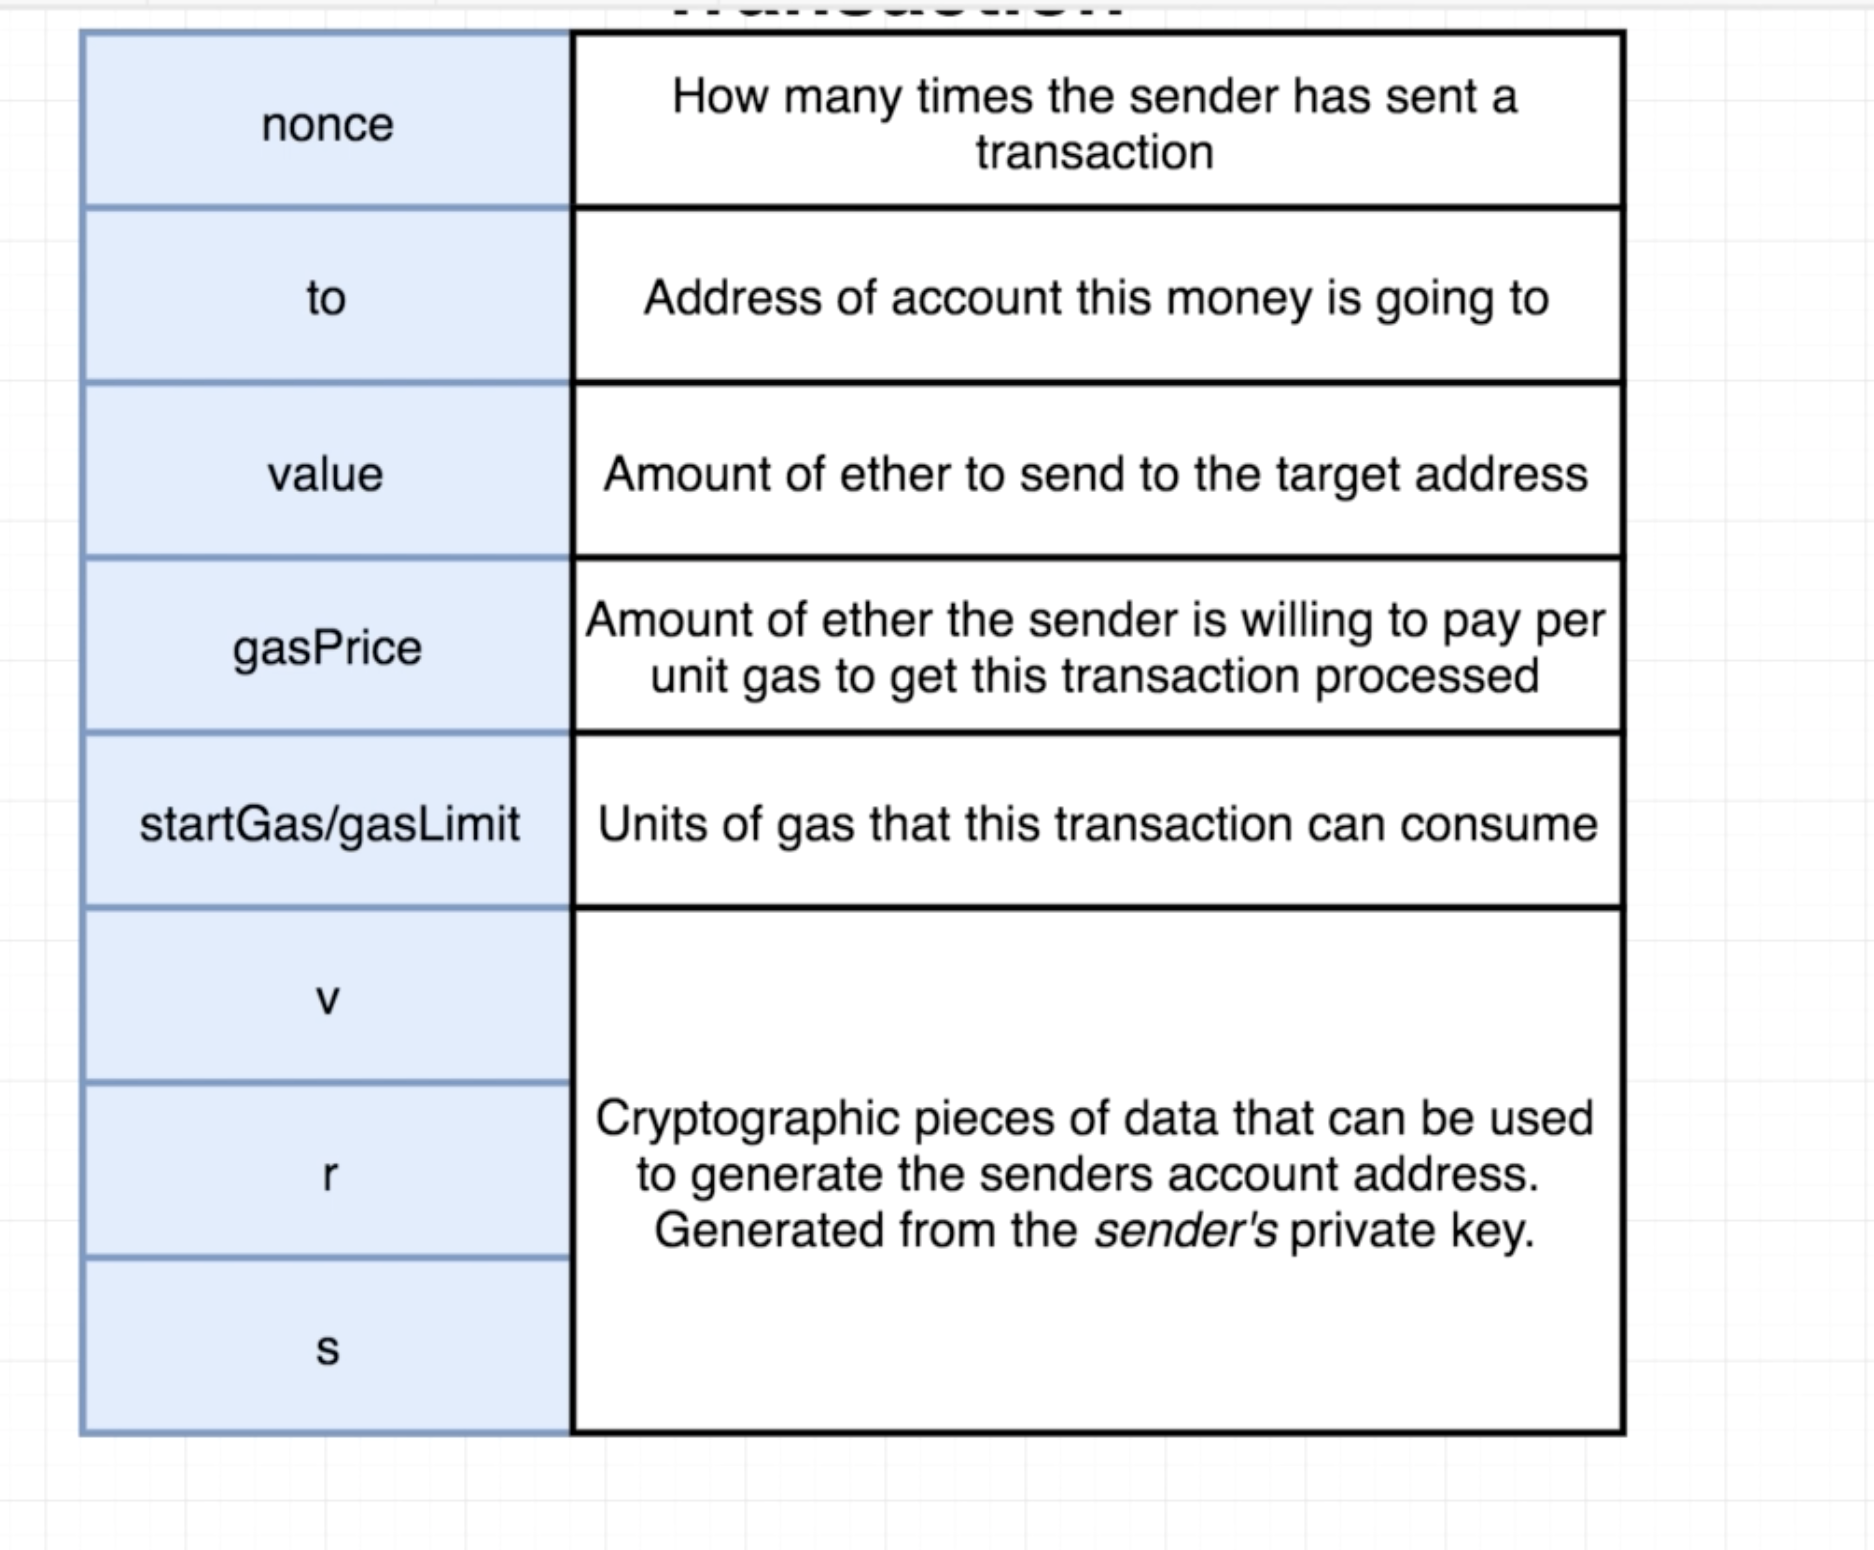 nonce
How many times the sender has sent a
transaction
to
Address of account this money is going to
value
Amount of ether to send to the target address
gasPrice
Amount of ether the sender is willing to pay per
unit gas to get this transaction processed
startGas/gasLimit
Units of gas that this transaction can consume
v
r
s
Cryptographic pieces of data that can be used
to generate the senders account address.
Generated from the sender's private key.